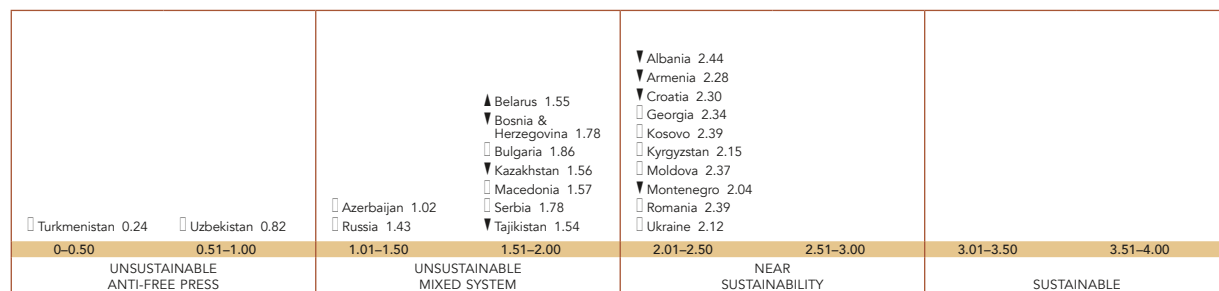 ▼ Albania 2.44
▼ Armenia 2.28
▼ Croatia 2.30
▯ Georgia 2.34
▯ Kosovo 2.39
▯ Kyrgyzstan 2.15
▯ Moldova 2.37
▼ Montenegro 2.04
▯ Romania 2.39
▯ Ukraine 2.12
▲ Belarus 1.55
▼ Bosnia &
Herzegovina 1.78
▯ Bulgaria 1.86
▼ Kazakhstan 1.56
▯ Macedonia 1.57
▯ Serbia 1.78
▼ Tajikistan 1.54
▯ Azerbaijan 1.02
▯ Russia 1.43
▯ Turkmenistan 0.24
▯ Uzbekistan 0.82
0–0.50 0.51–1.00 1.01–1.50 1.51–2.00 2.01–2.50 2.51–3.00 3.01–3.50 3.51–4.00
UNSUSTAINABLE
ANTI-FREE PRESS
UNSUSTAINABLE
MIXED SYSTEM
NEAR
SUSTAINABILITY
SUSTAINABLE